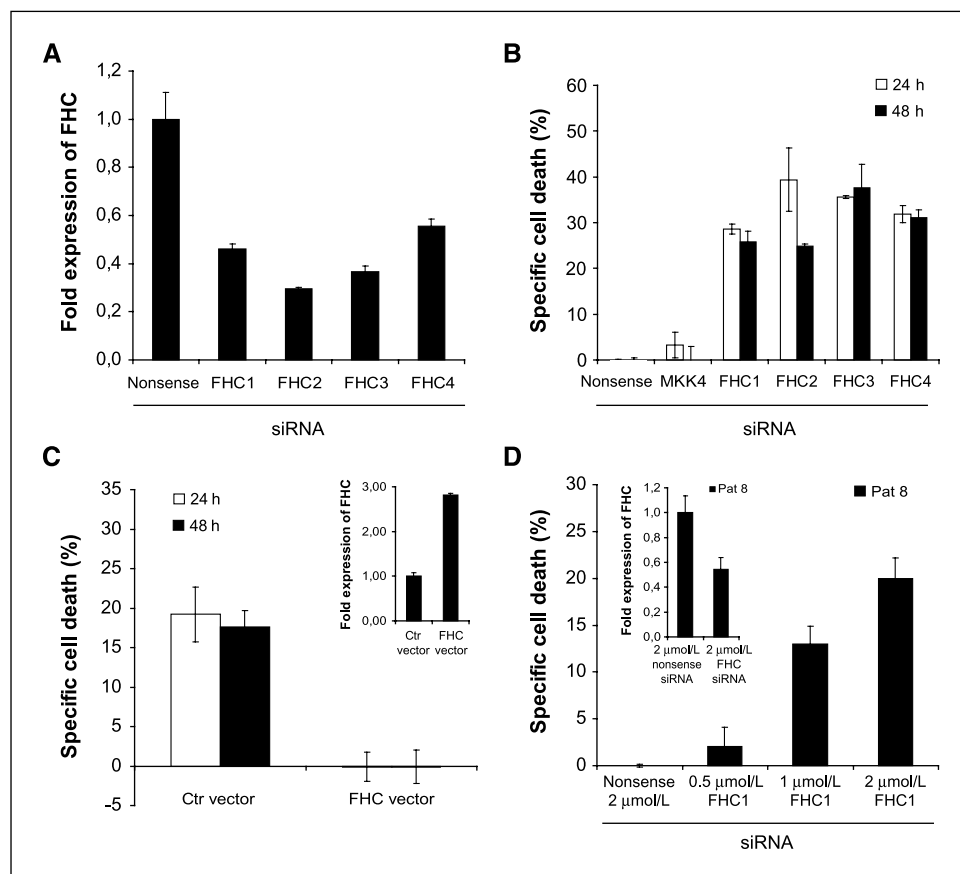 A
Fold expression of FHC
1,2
1,0
0,8
0,6
0,4
0,2
0,0
Nonsense FHC1 FHC2 FHC3 FHC4
siRNA
B
Specific cell death (%)
60
50
40
30
20
10
0
24 h
48 h
Nonsense MKK4 FHC1 FHC2 FHC3 FHC4
siRNA
C
Specific cell death (%)
35
30
25
20
15
10
5
0
-5
24 h
48 h
Ctr vector FHC vector
Fold expression of FHC
3,00
2,00
1,00
0,00
Ctr FHC
vector vector
D
Specific cell death (%)
30
25
20
15
10
5
0
Pat 8
Fold expression of FHC
1,2
1,0
0,8
0,6
0,4
0,2
0,0
Pat 8
2 μmol/L 2 μmol/L
nonsense FHC
siRNA siRNA
Nonsense 0.5 μmol/L 1 μmol/L 2 μmol/L
2 μmol/L FHC1 FHC1 FHC1
siRNA